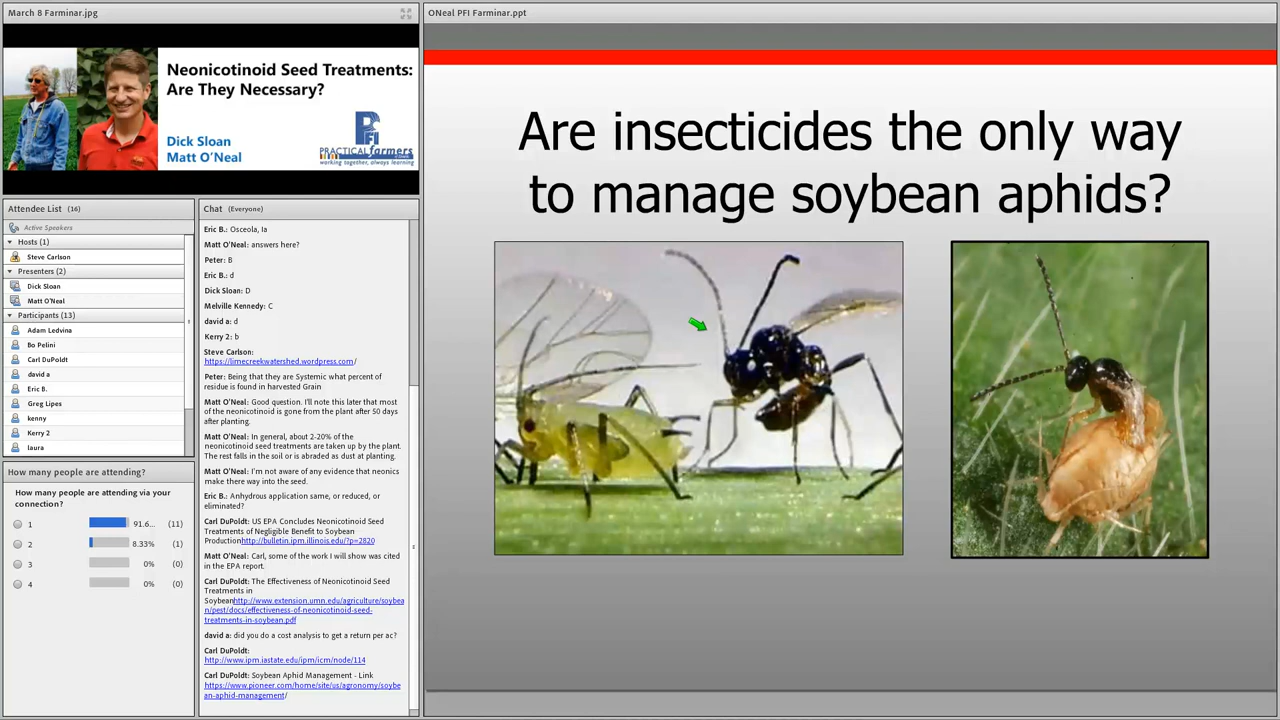 March 8 Farminar.jpg
Neonicotinoid Seed Treatments:
Are They Necessary?
Dick Sloan
Matt O'Neal
PFI
PRACTICAL farmers
working together, always learning
Attendee List (16)
Active Speakers
Hosts (1)
Steve Carlson
Presenters (2)
Dick Sloan
Matt O'Neal
Participants (13)
Adam Ledvina
Bo Pelini
Carl DuPoldt
david a
Eric B.
Greg Lipes
kenny
Kerry 2
laura
How many people are attending?
How many people are attending via your
connection?
1 91.6... (11)
2 8.33% (1)
3 0% (0)
4 0% (0)
Chat (Everyone)
Eric B.: Osceola, Ia
Matt O'Neal: answers here?
Peter: B
Eric B.: d
Dick Sloan: D
Melville Kennedy: C
david a: d
Kerry 2: b
Steve Carlson:
https://limecreekwatershed.wordpress.com/
Peter: Being that they are Systemic what percent of
residue is found in harvested Grain
Matt O'Neal: Good question. I'll note this later that most
of the neonicotinoid is gone from the plant after 50 days
after planting.
Matt O'Neal: In general, about 2-20% of the
neonicotinoid seed treatments are taken up by the plant.
The rest falls in the soil or is abraded as dust at planting.
Matt O'Neal: I'm not aware of any evidence that neonics
make there way into the seed.
Eric B.: Anhydrous application same, or reduced, or
eliminated?
Carl DuPoldt: US EPA Concludes Neonicotinoid Seed
Treatments of Negligible Benefit to Soybean
Productionhttp://bulletin.ipm.illinois.edu/?p=2820
Matt O'Neal: Carl, some of the work I will show was cited
in the EPA report.
Carl DuPoldt: The Effectiveness of Neonicotinoid Seed
Treatments in
Soybeanhttp://www.extension.umn.edu/agriculture/soybea
n/pest/docs/effectiveness-of-neonicotinoid-seed-
treatments-in-soybean.pdf
david a: did you do a cost analysis to get a return per ac?
Carl DuPoldt:
http://www.ipm.iastate.edu/ipm/icm/node/114
Carl DuPoldt: Soybean Aphid Management - Link
https://www.pioneer.com/home/site/us/agronomy/soybe
an-aphid-management/
ONeal PFI Farminar.ppt
Are insecticides the only way
to manage soybean aphids?